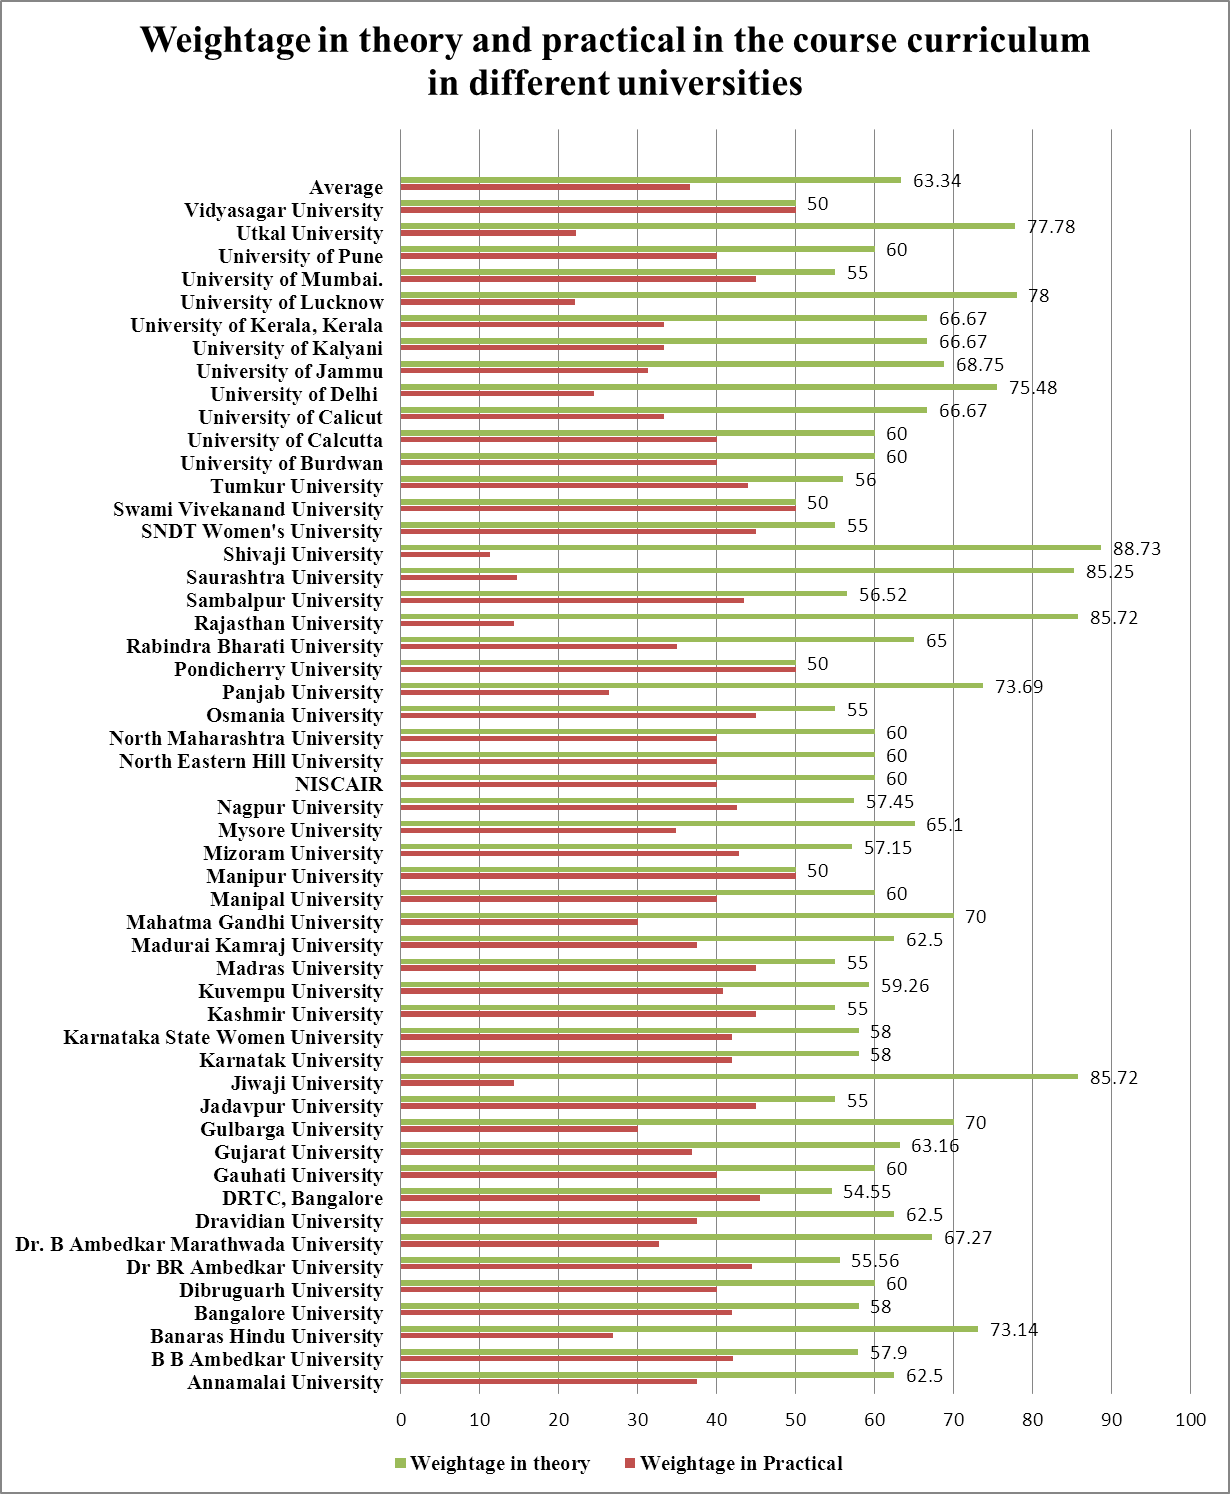 Weightage in theory and practical in the course curriculum
in different universities
Average 63.34
Vidyasagar University 50
Utkal University 77.78
University of Pune 60
University of Mumbai. 55
University of Lucknow 78
University of Kerala, Kerala 66.67
University of Kalyani 66.67
University of Jammu 68.75
University of Delhi 75.48
University of Calicut 66.67
University of Calcutta 60
University of Burdwan 60
Tumkur University 56
Swami Vivekanand University 50
SNDT Women's University 55
Shivaji University 88.73
Saurashtra University 85.25
Sambalpur University 56.52
Rajasthan University 85.72
Rabindra Bharati University 65
Pondicherry University 50
Panjab University 73.69
Osmania University 55
North Maharashtra University 60
North Eastern Hill University 60
NISCAIR 60
Nagpur University 57.45
Mysore University 65.1
Mizoram University 57.15
Manipur University 50
Manipal University 60
Mahatma Gandhi University 70
Madurai Kamraj University 62.5
Madras University 55
Kuvempu University 59.26
Kashmir University 55
Karnataka State Women University 58
Karnatak University 58
Jiwaji University 85.72
Jadavpur University 55
Gulbarga University 70
Gujarat University 63.16
Gauhati University 60
DRTC, Bangalore 54.55
Dravidian University 62.5
Dr. B Ambedkar Marathwada University 67.27
Dr BR Ambedkar University 55.56
Dibruguarh University 60
Bangalore University 58
Banaras Hindu University 73.14
B B Ambedkar University 57.9
Annamalai University 62.5
0 10 20 30 40 50 60 70 80 90 100
Weightage in theory Weightage in Practical